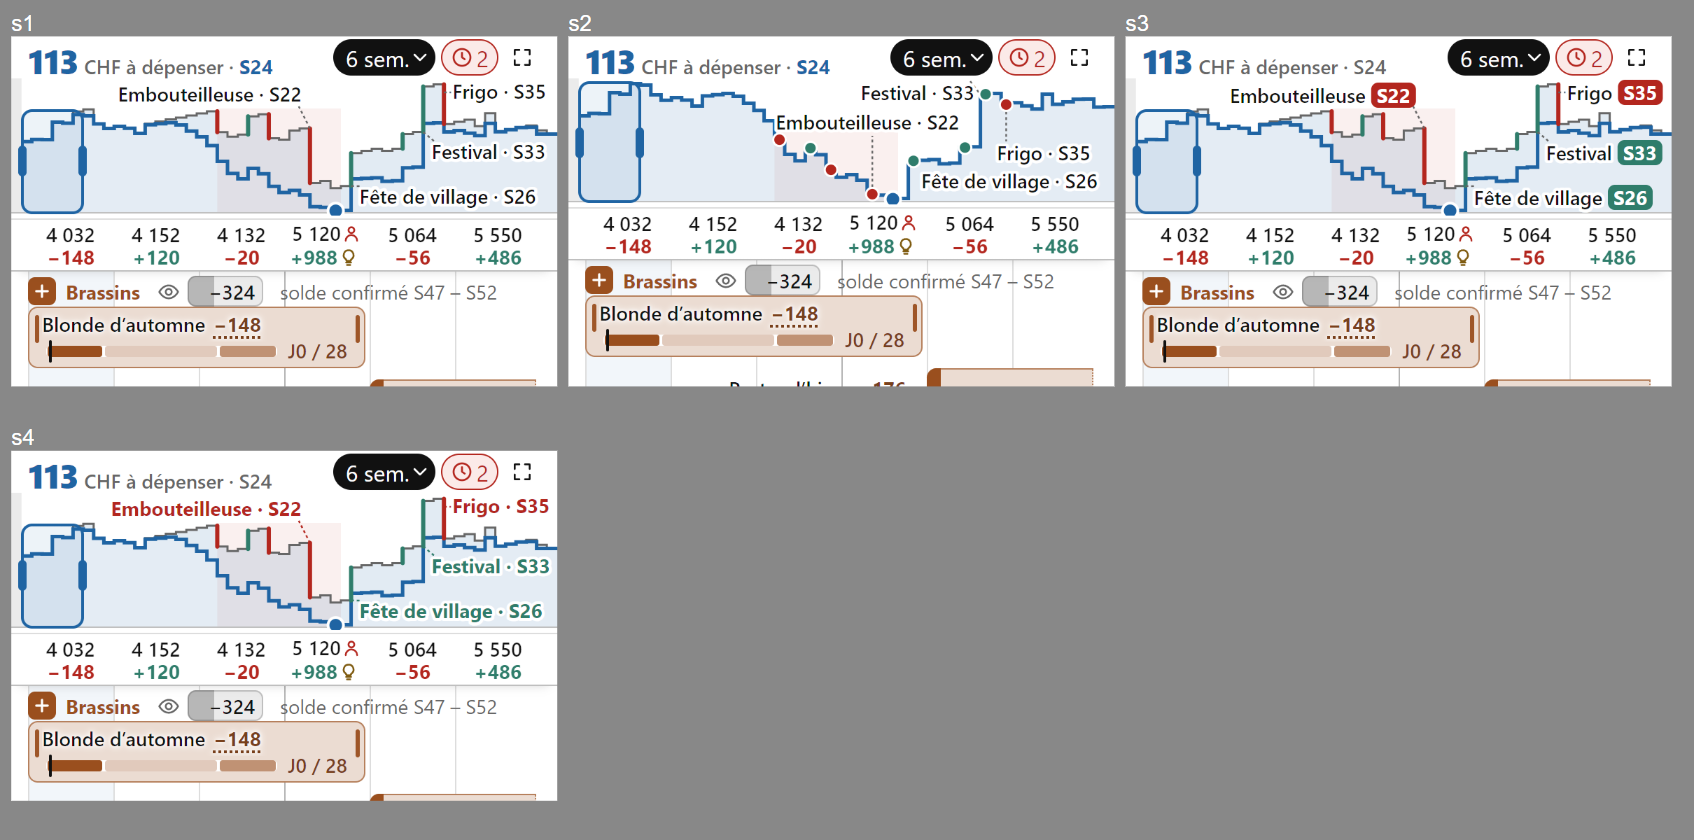 s1
113 CHF à dépenser · S24
6 sem.
2
Embouteilleuse · S22
Frigo · S35
Festival · S33
Fête de village · S26
4 032 4 152 4 132 5 120 5 064 5 550
−148 +120 −20 +988 −56 +486
+ Brassins −324 solde confirmé S47 – S52
Blonde d’automne −148
J0 / 28
s2
113 CHF à dépenser · S24
6 sem.
2
Festival · S33
Embouteilleuse · S22
Frigo · S35
Fête de village · S26
4 032 4 152 4 132 5 120 5 064 5 550
−148 +120 −20 +988 −56 +486
+ Brassins −324 solde confirmé S47 – S52
Blonde d’automne −148
J0 / 28
s3
113 CHF à dépenser · S24
6 sem.
2
Embouteilleuse S22
Frigo S35
Festival S33
Fête de village S26
4 032 4 152 4 132 5 120 5 064 5 550
−148 +120 −20 +988 −56 +486
+ Brassins −324 solde confirmé S47 – S52
Blonde d’automne −148
J0 / 28
s4
113 CHF à dépenser · S24
6 sem.
2
Embouteilleuse · S22
Frigo · S35
Festival · S33
Fête de village · S26
4 032 4 152 4 132 5 120 5 064 5 550
−148 +120 −20 +988 −56 +486
+ Brassins −324 solde confirmé S47 – S52
Blonde d’automne −148
J0 / 28